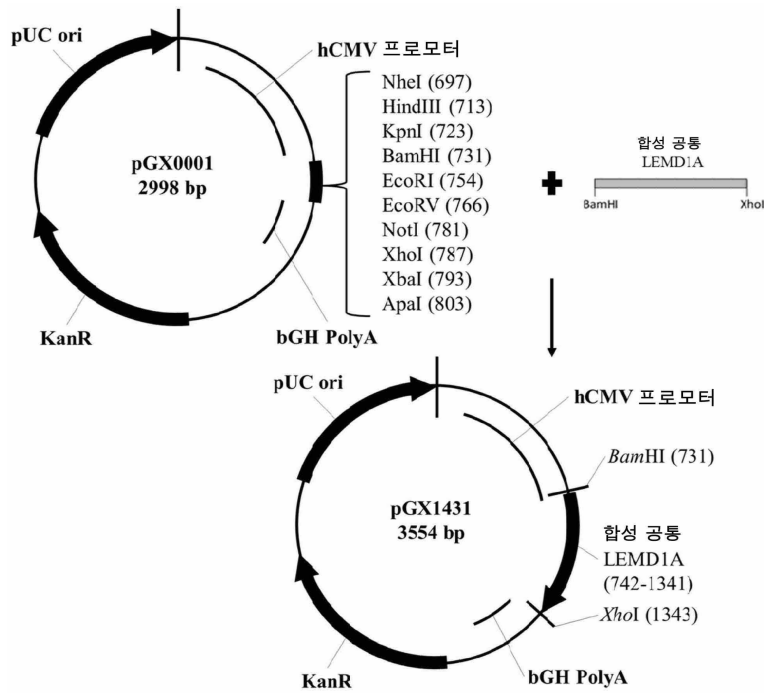 pUC ori
hCMV 프로모터
NheI (697)
HindIII (713)
KpnI (723)
BamHI (731)
EcoRI (754)
EcoRV (766)
NotI (781)
XhoI (787)
XbaI (793)
ApaI (803)
pGX0001
2998 bp
KanR
bGH PolyA
합성 공통
LEMD1A
BamHI
XhoI
pUC ori
hCMV 프로모터
BamHI (731)
pGX1431
3554 bp
합성 공통
LEMD1A
(742-1341)
XhoI (1343)
bGH PolyA
KanR